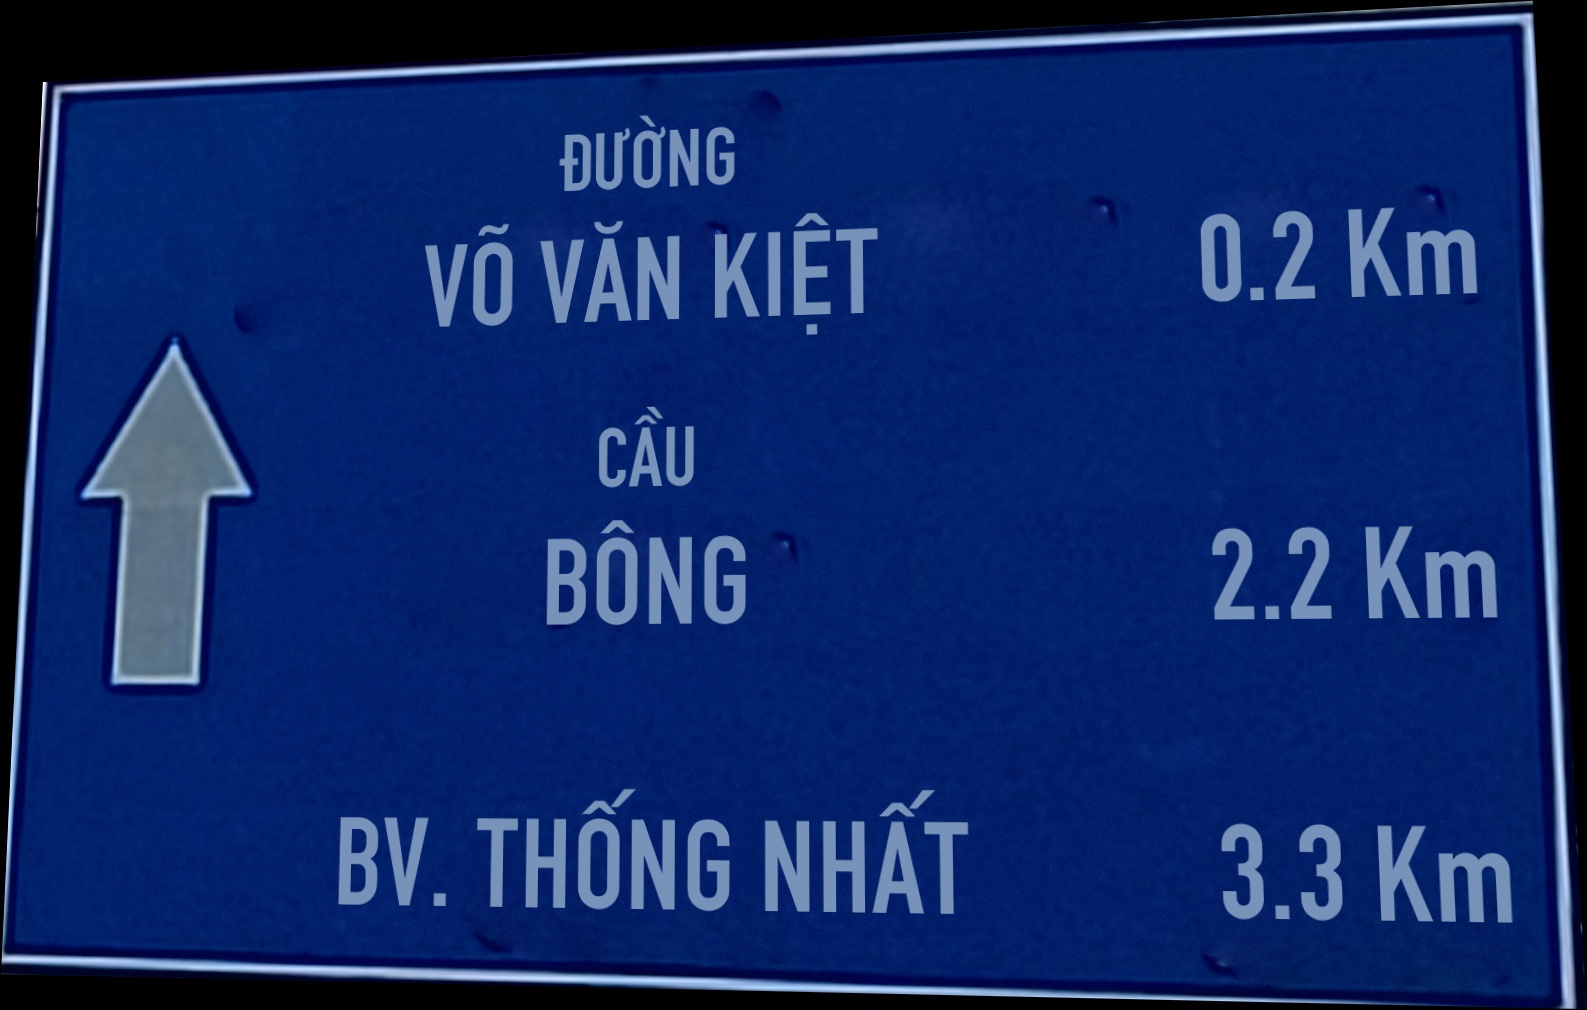 ĐƯỜNG
VÕ VĂN KIỆT 0.2 Km
CẦU
BÔNG 2.2 Km
BV. THỐNG NHẤT 3.3 Km